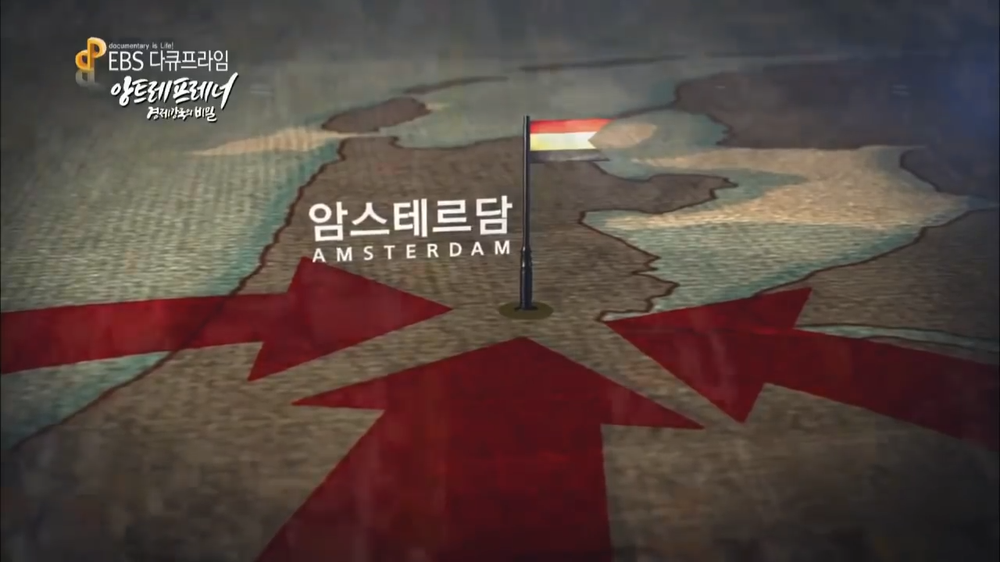 documentary is Life!
EBS 다큐프라임
앙트레프레너
경제강국의 비밀
암스테르담
AMSTERDAM